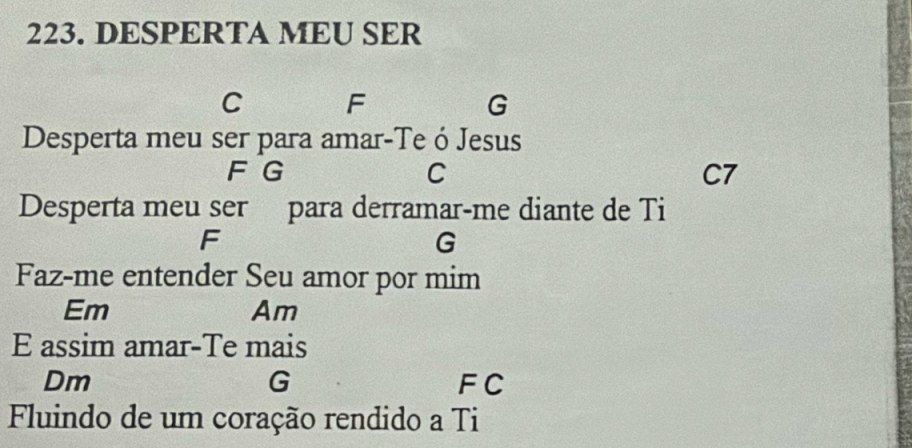 223. DESPERTA MEU SER
C F G
Desperta meu ser para amar-Te ó Jesus
F G C C7
Desperta meu ser para derramar-me diante de Ti
F G
Faz-me entender Seu amor por mim
Em Am
E assim amar-Te mais
Dm G F C
Fluindo de um coração rendido a Ti